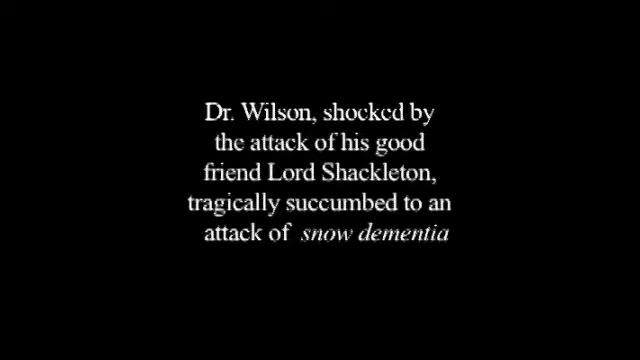 Dr. Wilson, shocked by
the attack of his good
friend Lord Shackleton,
tragically succumbed to an
attack of snow dementia